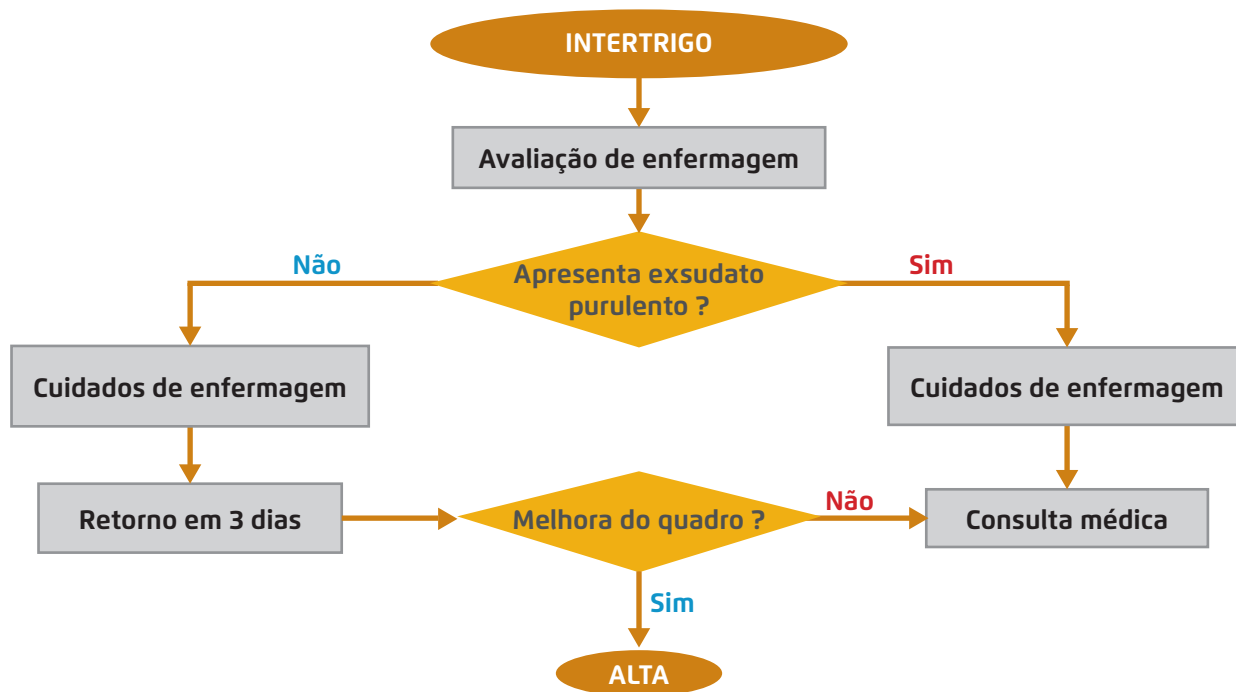 INTERTRIGO
Avaliação de enfermagem
Não
Sim
Apresenta exsudato
purulento ?
Cuidados de enfermagem
Cuidados de enfermagem
Retorno em 3 dias
Melhora do quadro ?
Não
Consulta médica
Sim
ALTA